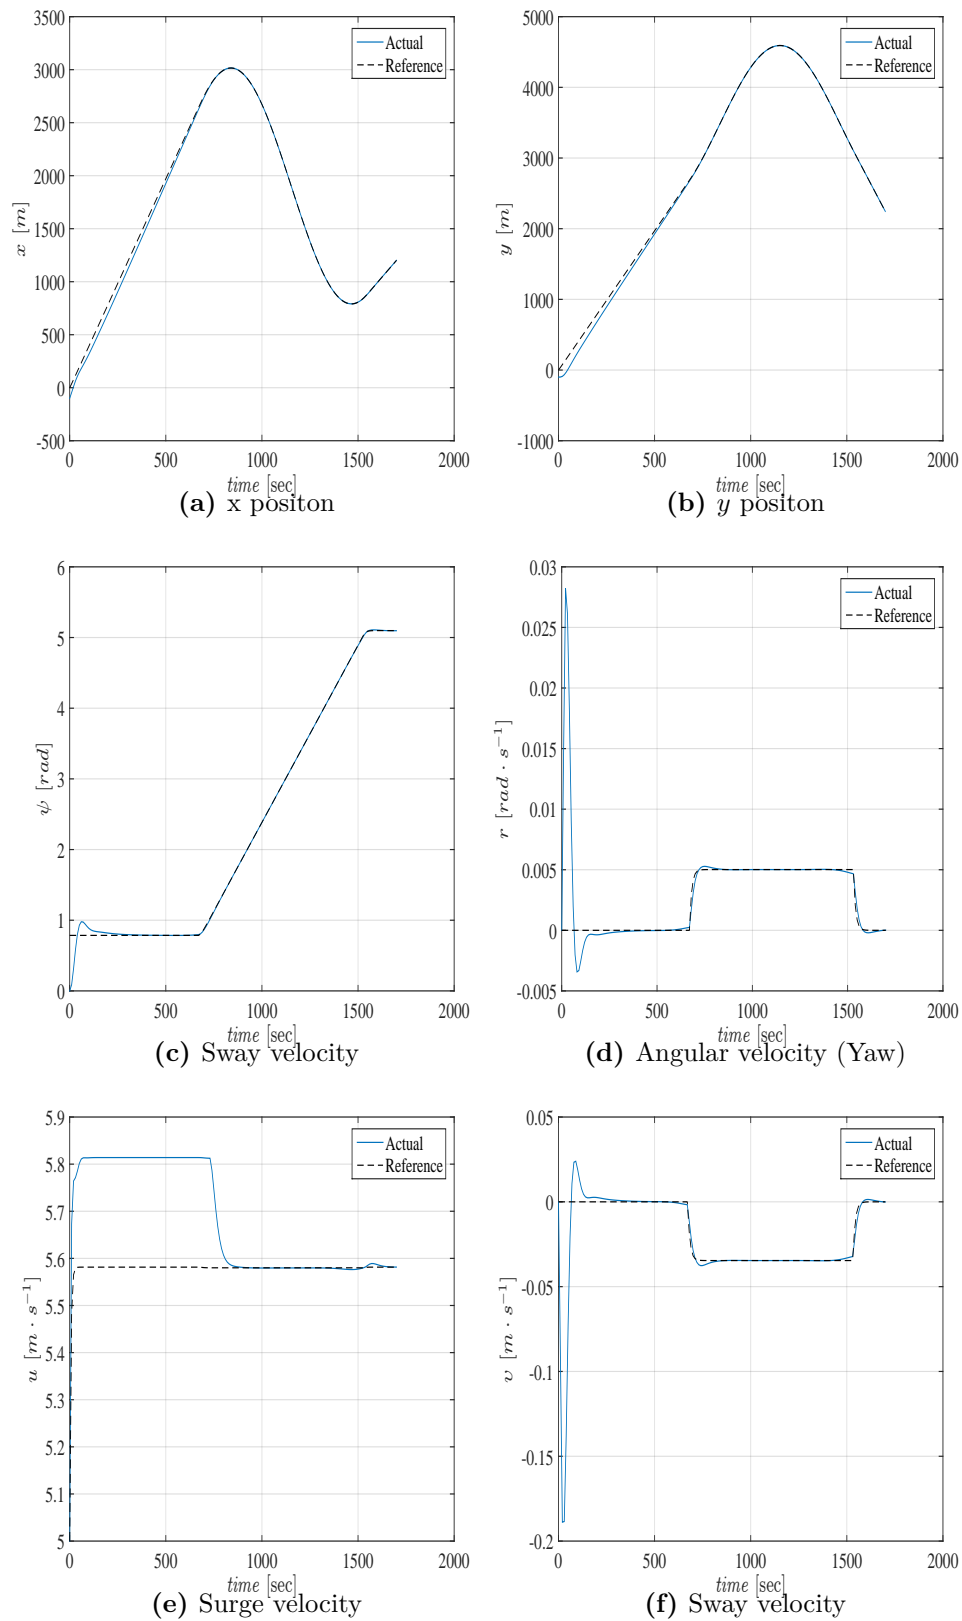 3500
3000
2500
2000
1500
1000
500
0
-500
x [m]
Actual
Reference
0 500 1000 1500 2000
time [sec]
(a) x positon
5000
4000
3000
2000
1000
0
-1000
y [m]
Actual
Reference
0 500 1000 1500 2000
time [sec]
(b) y positon
6
5
4
3
2
1
0
ψ [rad]
0 500 1000 1500 2000
time [sec]
(c) Sway velocity
0.03
0.025
0.02
0.015
0.01
0.005
0
-0.005
r [rad · s⁻¹]
Actual
Reference
0 500 1000 1500 2000
time [sec]
(d) Angular velocity (Yaw)
5.9
5.8
5.7
5.6
5.5
5.4
5.3
5.2
5.1
5
u [m · s⁻¹]
Actual
Reference
0 500 1000 1500 2000
time [sec]
(e) Surge velocity
0.05
0
-0.05
-0.1
-0.15
-0.2
υ [m · s⁻¹]
Actual
Reference
0 500 1000 1500 2000
time [sec]
(f) Sway velocity